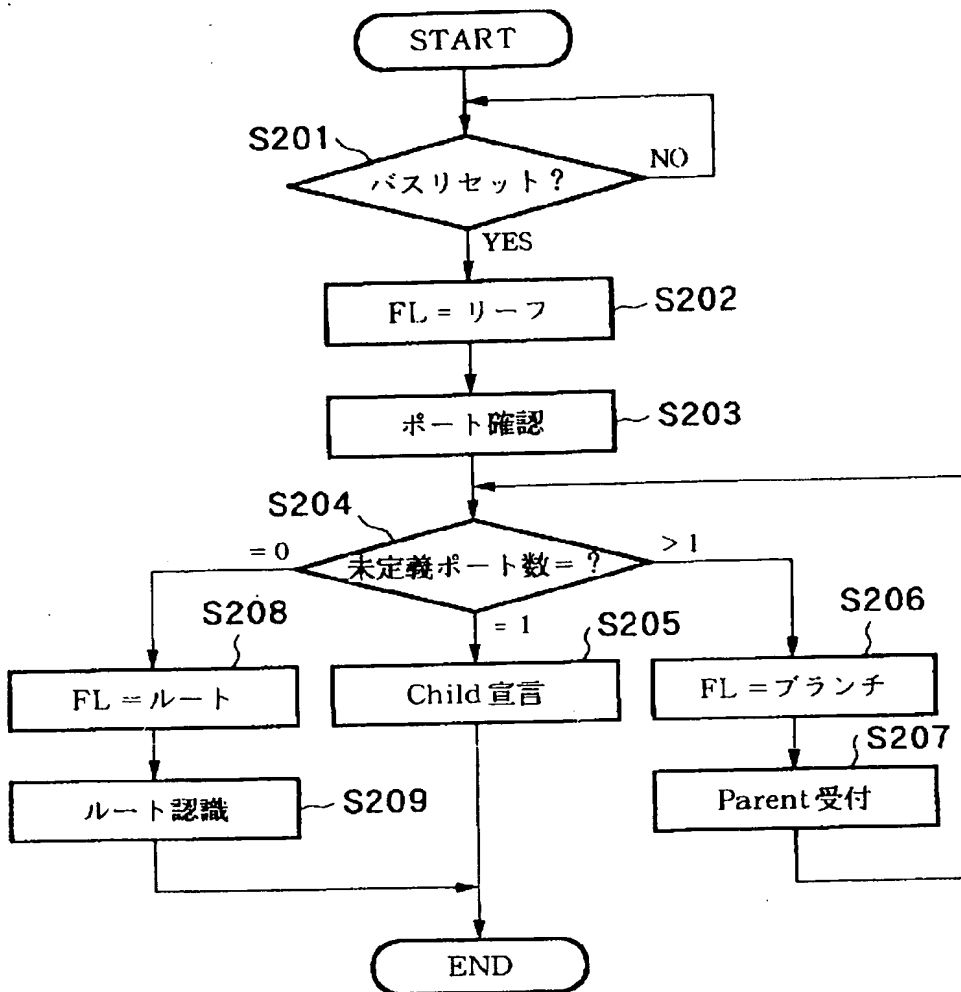 START
S201
バスリセット?
NO
YES
FL = リーフ
S202
ポート確認
S203
S204
= 0
未定義ポート数 = ?
> 1
= 1
S208
S205
S206
FL = ルート
Child 宣言
FL = ブランチ
S207
ルート認識
S209
Parent 受付
END